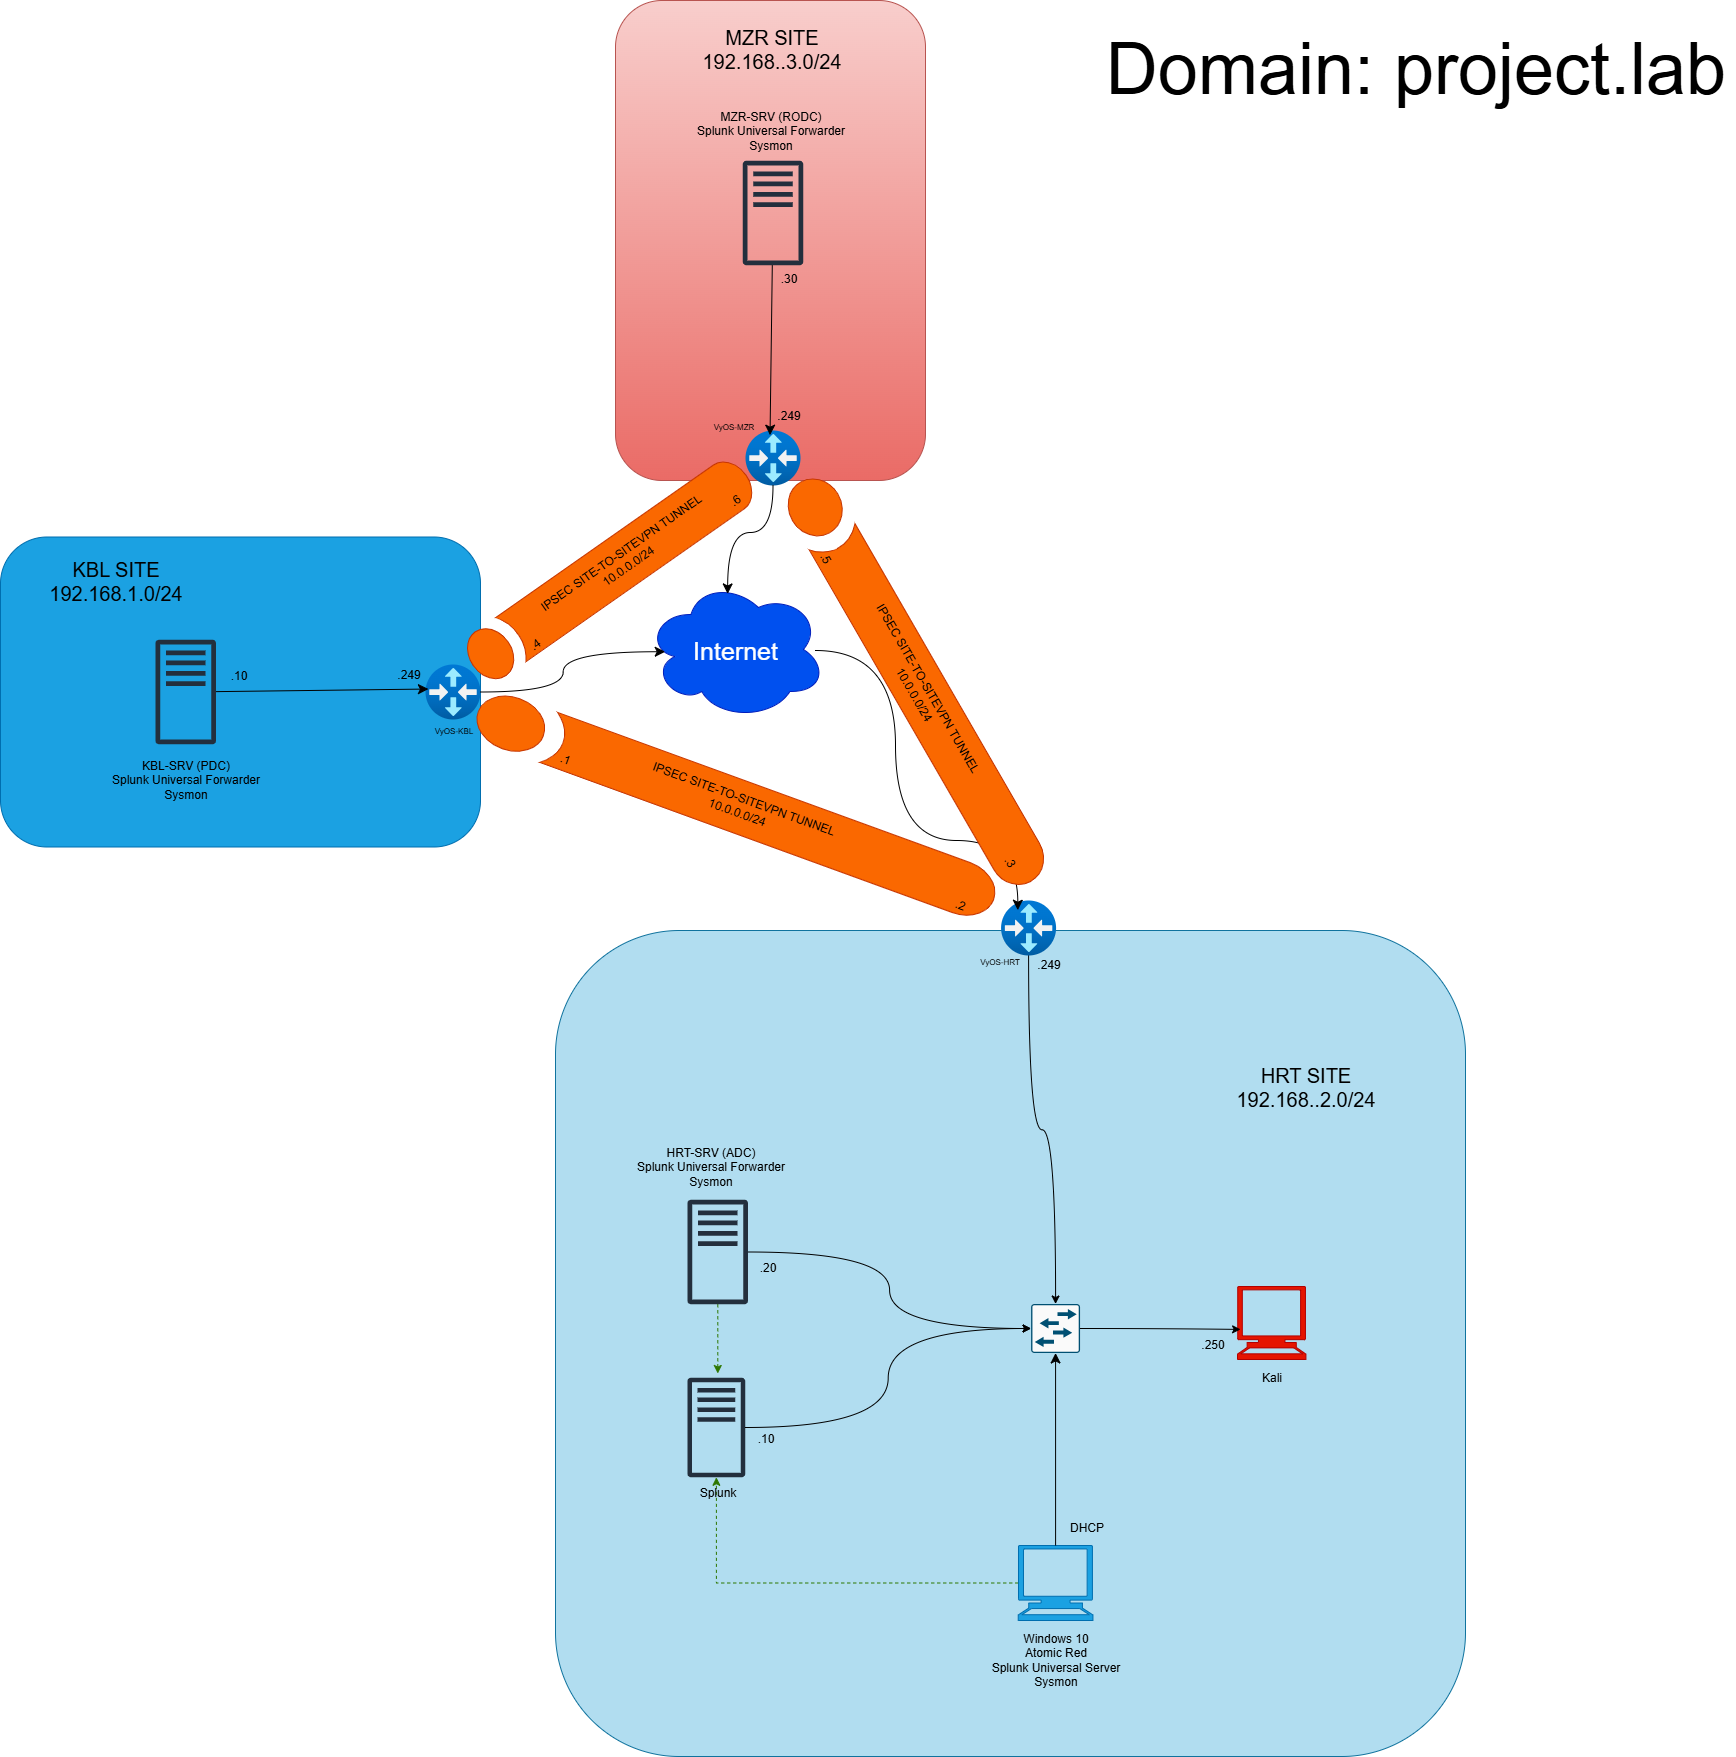 Domain: project.lab
MZR SITE
192.168..3.0/24
MZR-SRV (RODC)
Splunk Universal Forwarder
Sysmon
.30
.249
VyOS-MZR
.6
IPSEC SITE-TO-SITEVPN TUNNEL
10.0.0.0/24
.4
.5
IPSEC SITE-TO-SITEVPN TUNNEL
10.0.0.0/24
.3
KBL SITE
192.168.1.0/24
.10
.249
VyOS-KBL
KBL-SRV (PDC)
Splunk Universal Forwarder
Sysmon
Internet
.1
IPSEC SITE-TO-SITEVPN TUNNEL
10.0.0.0/24
.2
VyOS-HRT
.249
HRT SITE
192.168..2.0/24
HRT-SRV (ADC)
Splunk Universal Forwarder
Sysmon
.20
.250
Kali
.10
Splunk
DHCP
Windows 10
Atomic Red
Splunk Universal Server
Sysmon